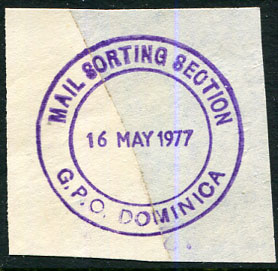 MAIL SORTING SECTION
16 MAY 1977
G.P.O. DOMINICA